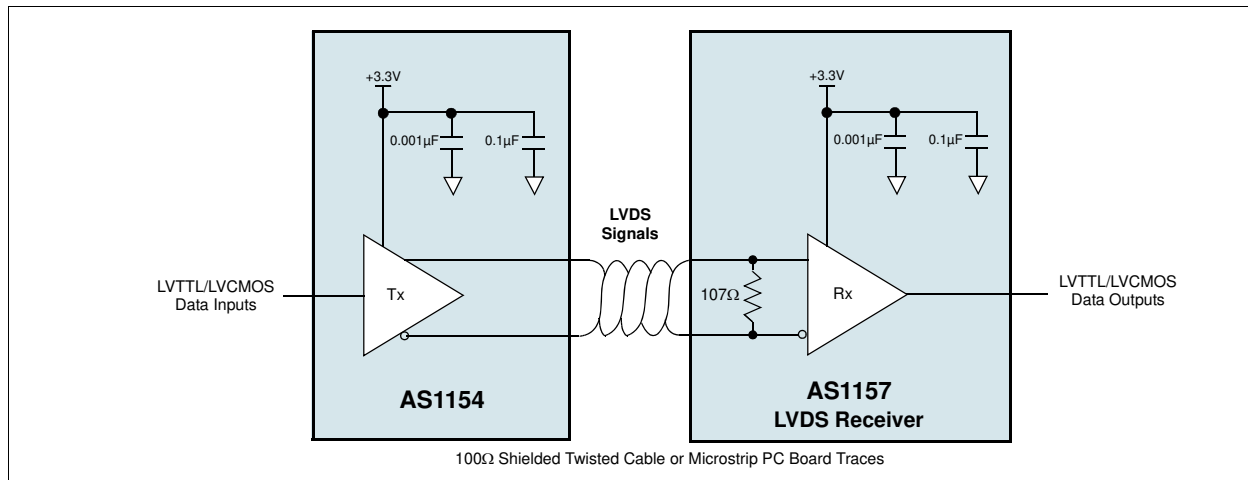 +3.3V
0.001µF
0.1µF
+3.3V
0.001µF
0.1µF
LVDS
Signals
LVTTL/LVCMOS
Data Inputs
Tx
107Ω
Rx
LVTTL/LVCMOS
Data Outputs
AS1154
AS1157
LVDS Receiver
100Ω Shielded Twisted Cable or Microstrip PC Board Traces